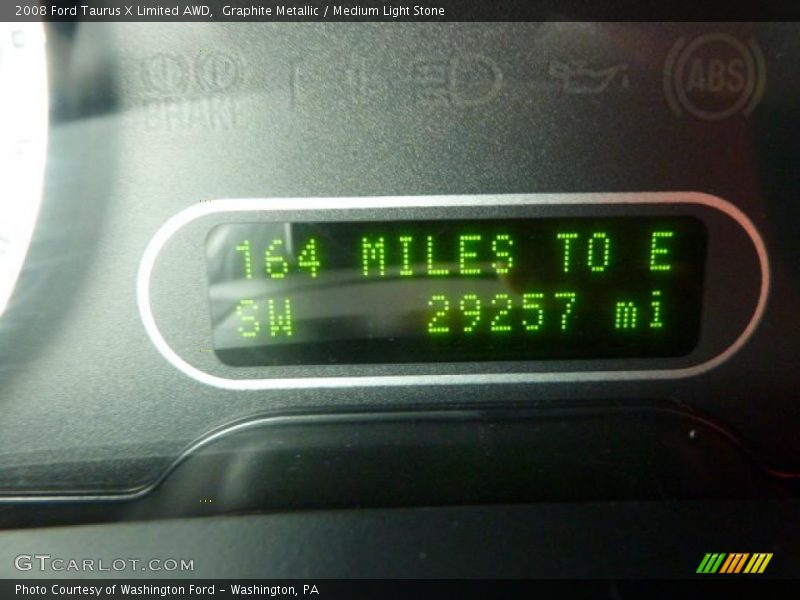 2008 Ford Taurus X Limited AWD, Graphite Metallic / Medium Light Stone
BRAKE
ABS
164 MILES TO E
SW 29257 mi
GTCARLOT.COM
Photo Courtesy of Washington Ford - Washington, PA